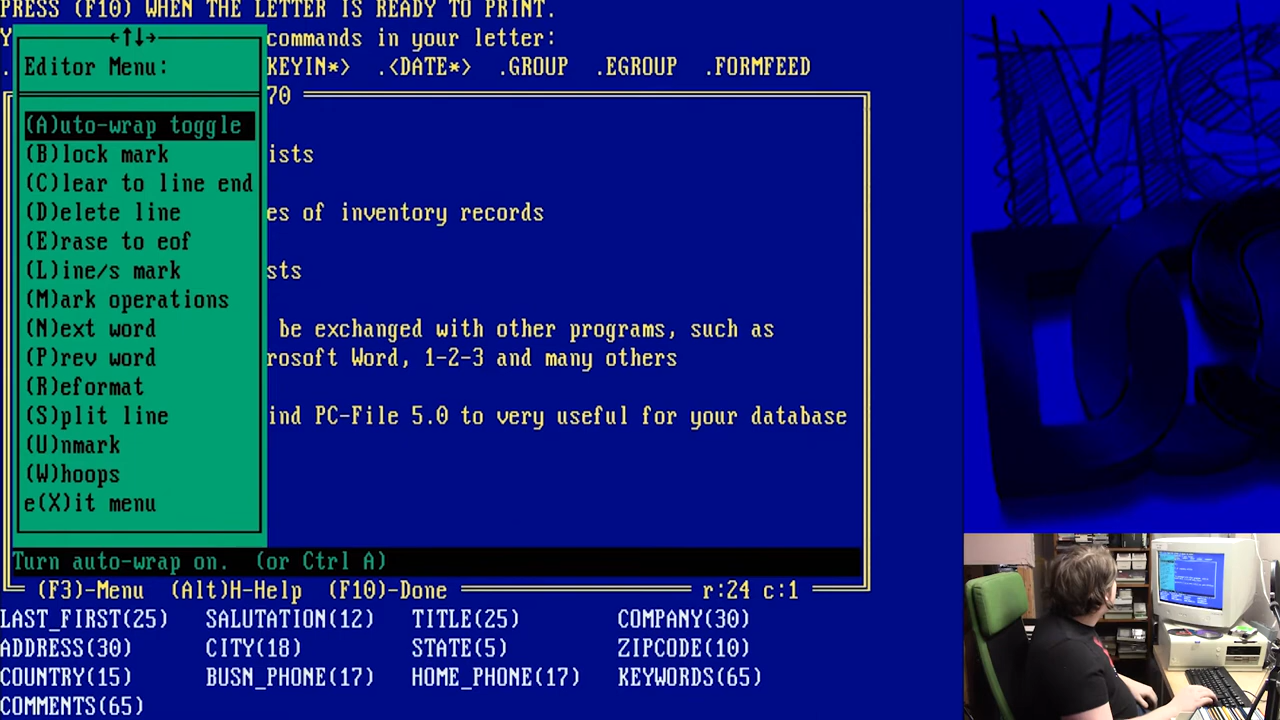 PRESS (F10) WHEN THE LETTER IS READY TO PRINT.
Y
commands in your letter:
. KEYIN*> .<DATE*> .GROUP .EGROUP .FORMFEED
70
←↑↓→
Editor Menu:
(A)uto-wrap toggle
(B)lock mark
(C)lear to line end
(D)elete line
(E)rase to eof
(L)ine/s mark
(M)ark operations
(N)ext word
(P)rev word
(R)eformat
(S)plit line
(U)nmark
(W)hoops
e(X)it menu
ists
es of inventory records
sts
be exchanged with other programs, such as
rosoft Word, 1-2-3 and many others
ind PC-File 5.0 to very useful for your database
Turn auto-wrap on. (or Ctrl A)
(F3)-Menu (Alt)H-Help (F10)-Done r:24 c:1
LAST_FIRST(25) SALUTATION(12) TITLE(25) COMPANY(30)
ADDRESS(30) CITY(18) STATE(5) ZIPCODE(10)
COUNTRY(15) BUSN_PHONE(17) HOME_PHONE(17) KEYWORDS(65)
COMMENTS(65)
MS
DOS